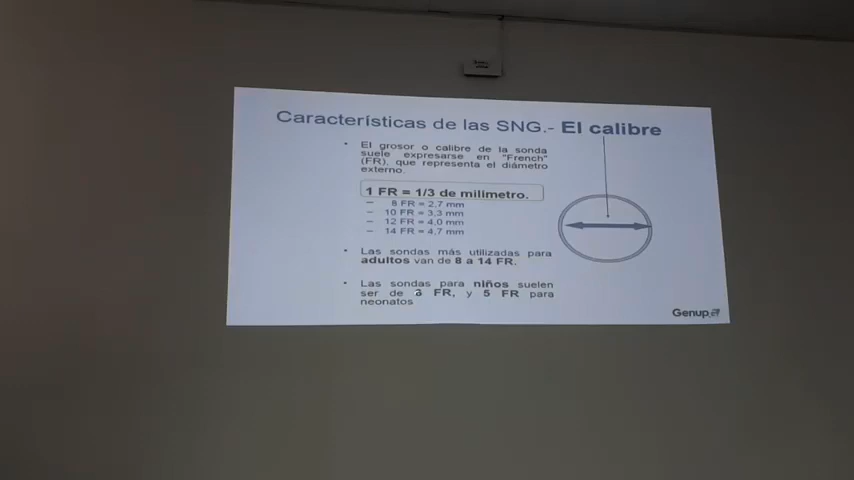 Características de las SNG.- El calibre
El grosor o calibre de la sonda
suele expresarse en "French"
(FR), que representa el diámetro
externo.
1 FR = 1/3 de milímetro.
8 FR = 2,7 mm
10 FR = 3,3 mm
12 FR = 4,0 mm
14 FR = 4,7 mm
Las sondas más utilizadas para
adultos van de 8 a 14 FR.
Las sondas para niños suelen
ser de FR, y 5 FR para
neonatos